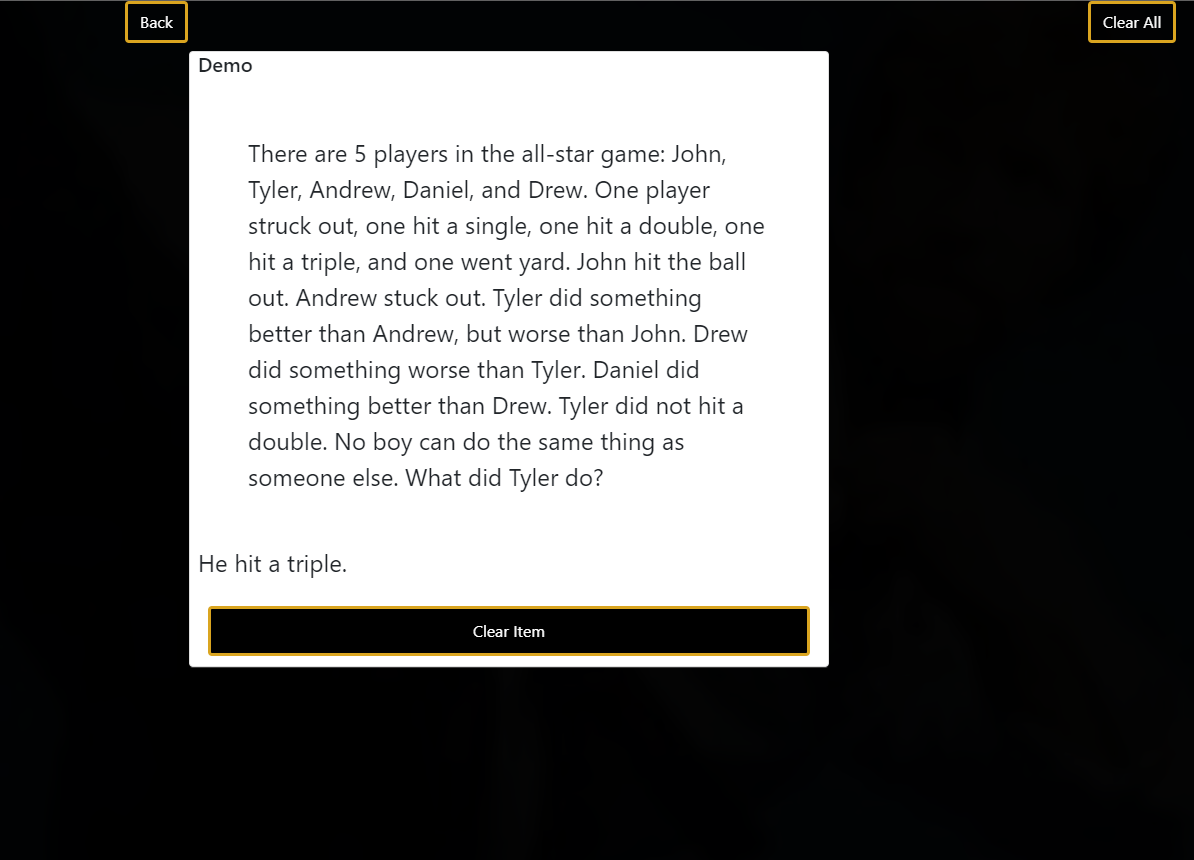 Back
Clear All
Demo
There are 5 players in the all-star game: John,
Tyler, Andrew, Daniel, and Drew. One player
struck out, one hit a single, one hit a double, one
hit a triple, and one went yard. John hit the ball
out. Andrew stuck out. Tyler did something
better than Andrew, but worse than John. Drew
did something worse than Tyler. Daniel did
something better than Drew. Tyler did not hit a
double. No boy can do the same thing as
someone else. What did Tyler do?
He hit a triple.
Clear Item